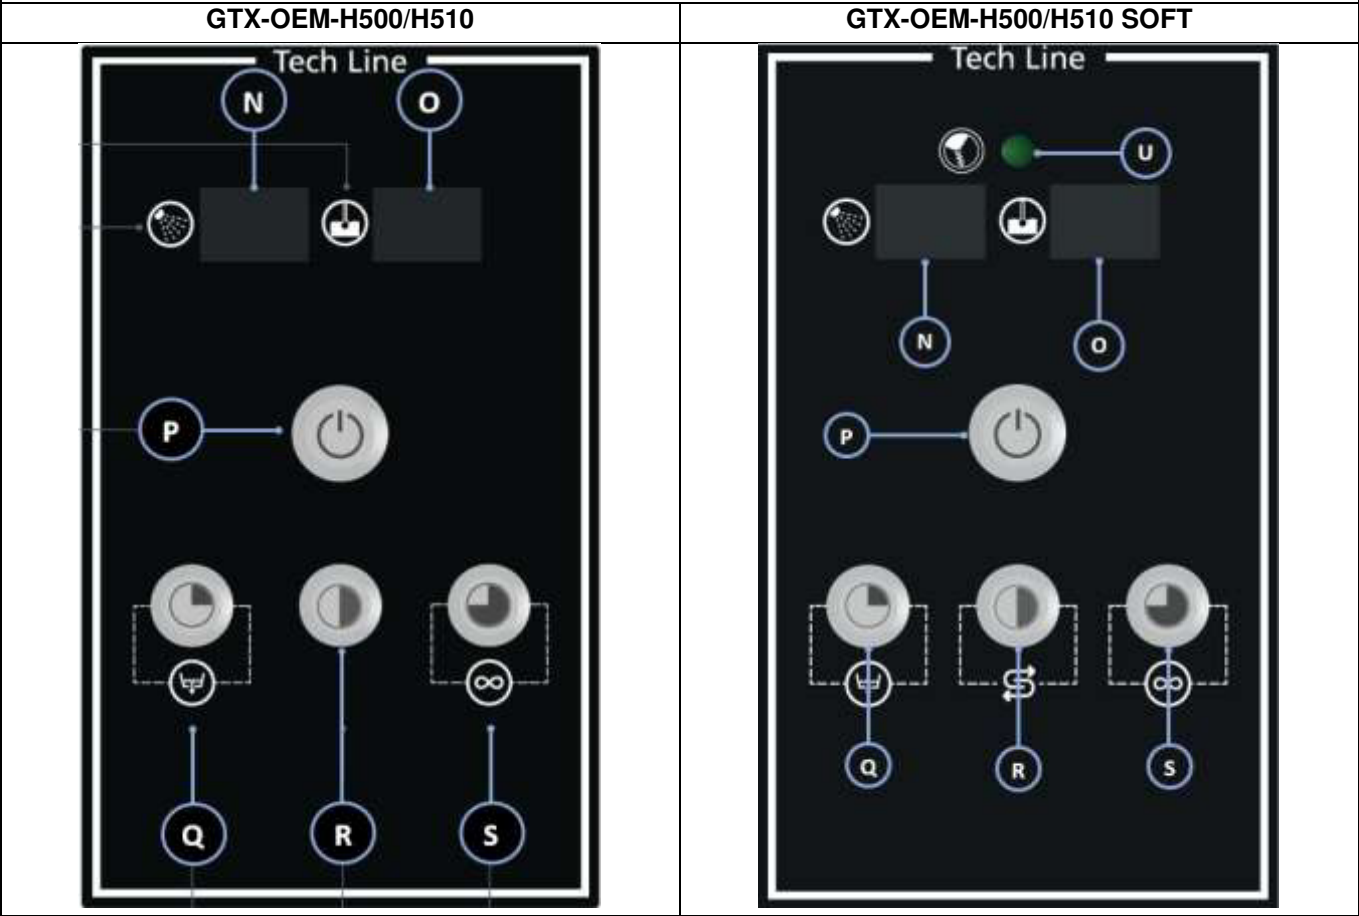 GTX-OEM-H500/H510
GTX-OEM-H500/H510 SOFT
Tech Line
N
O
P
Q
R
S
Tech Line
U
N
O
P
Q
R
S